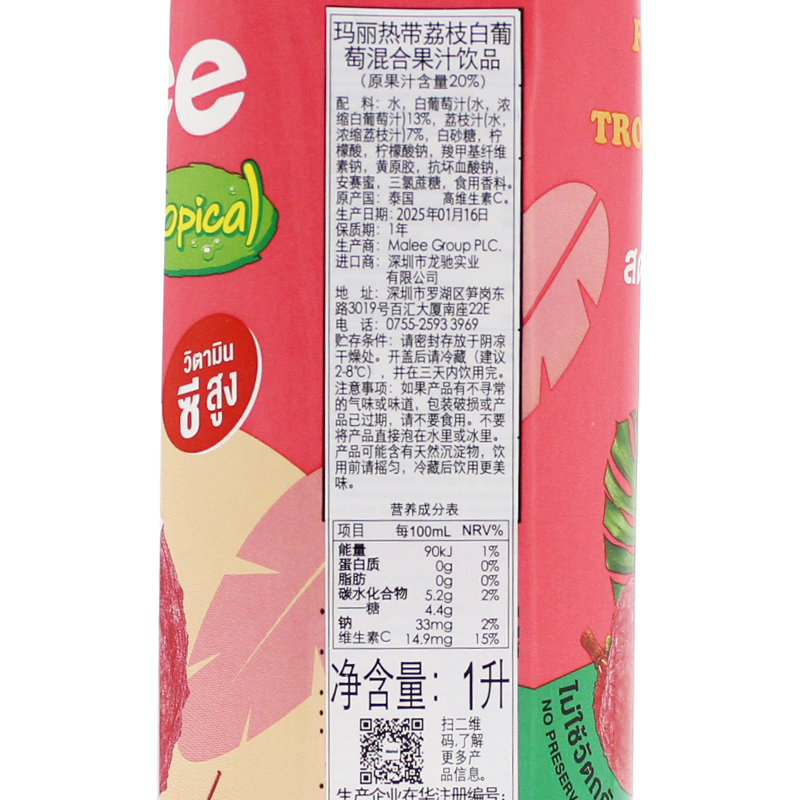 玛丽热带荔枝白葡
萄混合果汁饮品
(原果汁含量20%)
配 料：水，白葡萄汁(水，浓
缩白葡萄汁)13%，荔枝汁(水，
浓缩荔枝汁)7%，白砂糖，柠
檬酸，柠檬酸钠，羧甲基纤维
素钠，黄原胶，抗坏血酸钠，
安赛蜜，三氯蔗糖，食用香料。
原产国：泰国 高维生素C。
生产日期：2025年01月16日
保质期：1年
生产商：Malee Group PLC.
进口商：深圳市龙驰实业
有限公司
地 址：深圳市罗湖区笋岗东
路3019号百汇大厦南座22E
电 话：0755-2593 3969
贮存条件：请密封存放于阴凉
干燥处。开盖后请冷藏（建议
2-8℃），并在三天内饮用完。
注意事项：如果产品有不寻常
的气味或味道，包装破损或产
品已过期，请不要食用。不要
将产品直接泡在水里或冰里。
产品可能含有天然沉淀物，饮
用前请摇匀，冷藏后饮用更美
味。
营养成分表
项目 每100mL NRV%
能量 90kJ 1%
蛋白质 0g 0%
脂肪 0g 0%
碳水化合物 5.2g 2%
——糖 4.4g
钠 33mg 2%
维生素C 14.9mg 15%
净含量：1升
扫二维
码，了解
更多产
品信息。
生产企业在华注册编号：
ee
opical
วิตามิน
ซี สูง
TRO
ส
ไม่ใช้วัตถุ
NO PRESERV